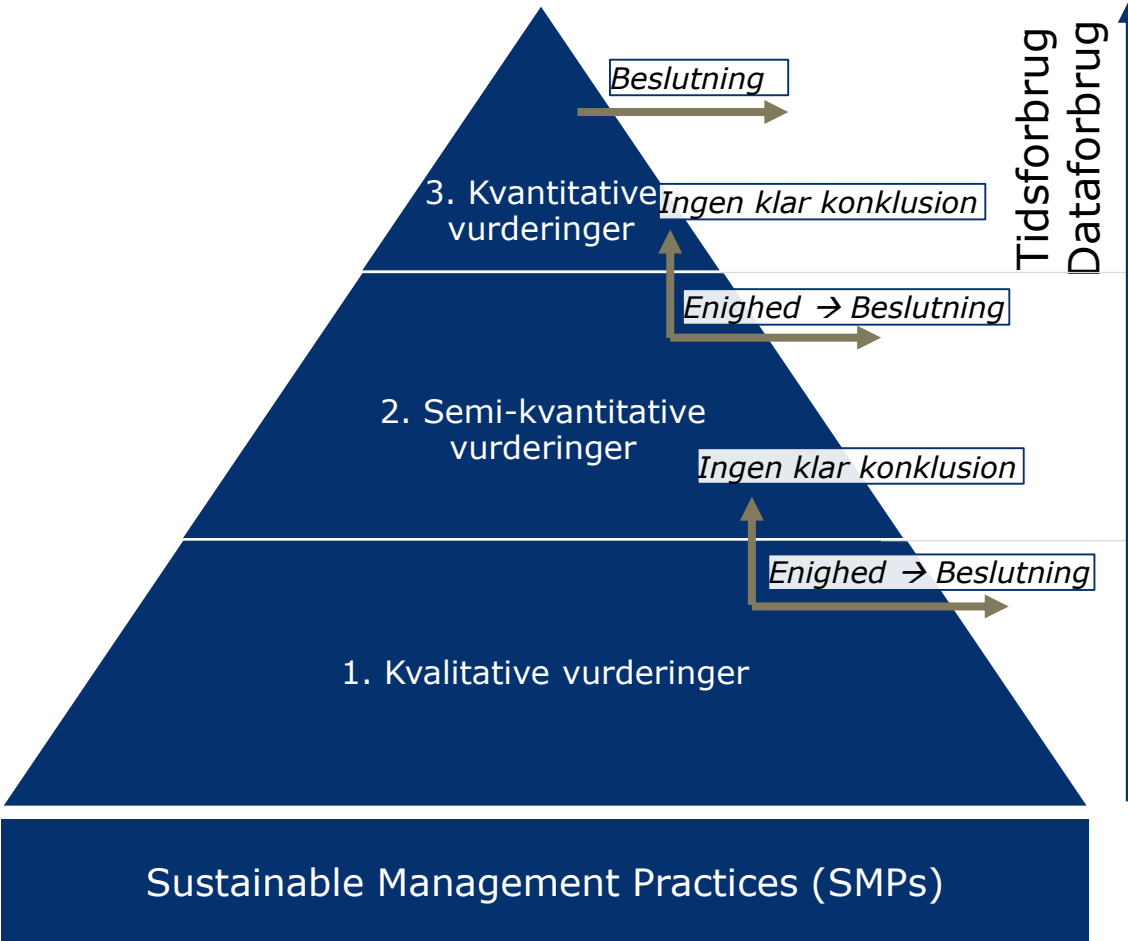 Beslutning
Tidsforbrug
Dataforbrug
3. Kvantitative
vurderinger
Ingen klar konklusion
Enighed → Beslutning
2. Semi-kvantitative
vurderinger
Ingen klar konklusion
Enighed → Beslutning
1. Kvalitative vurderinger
Sustainable Management Practices (SMPs)